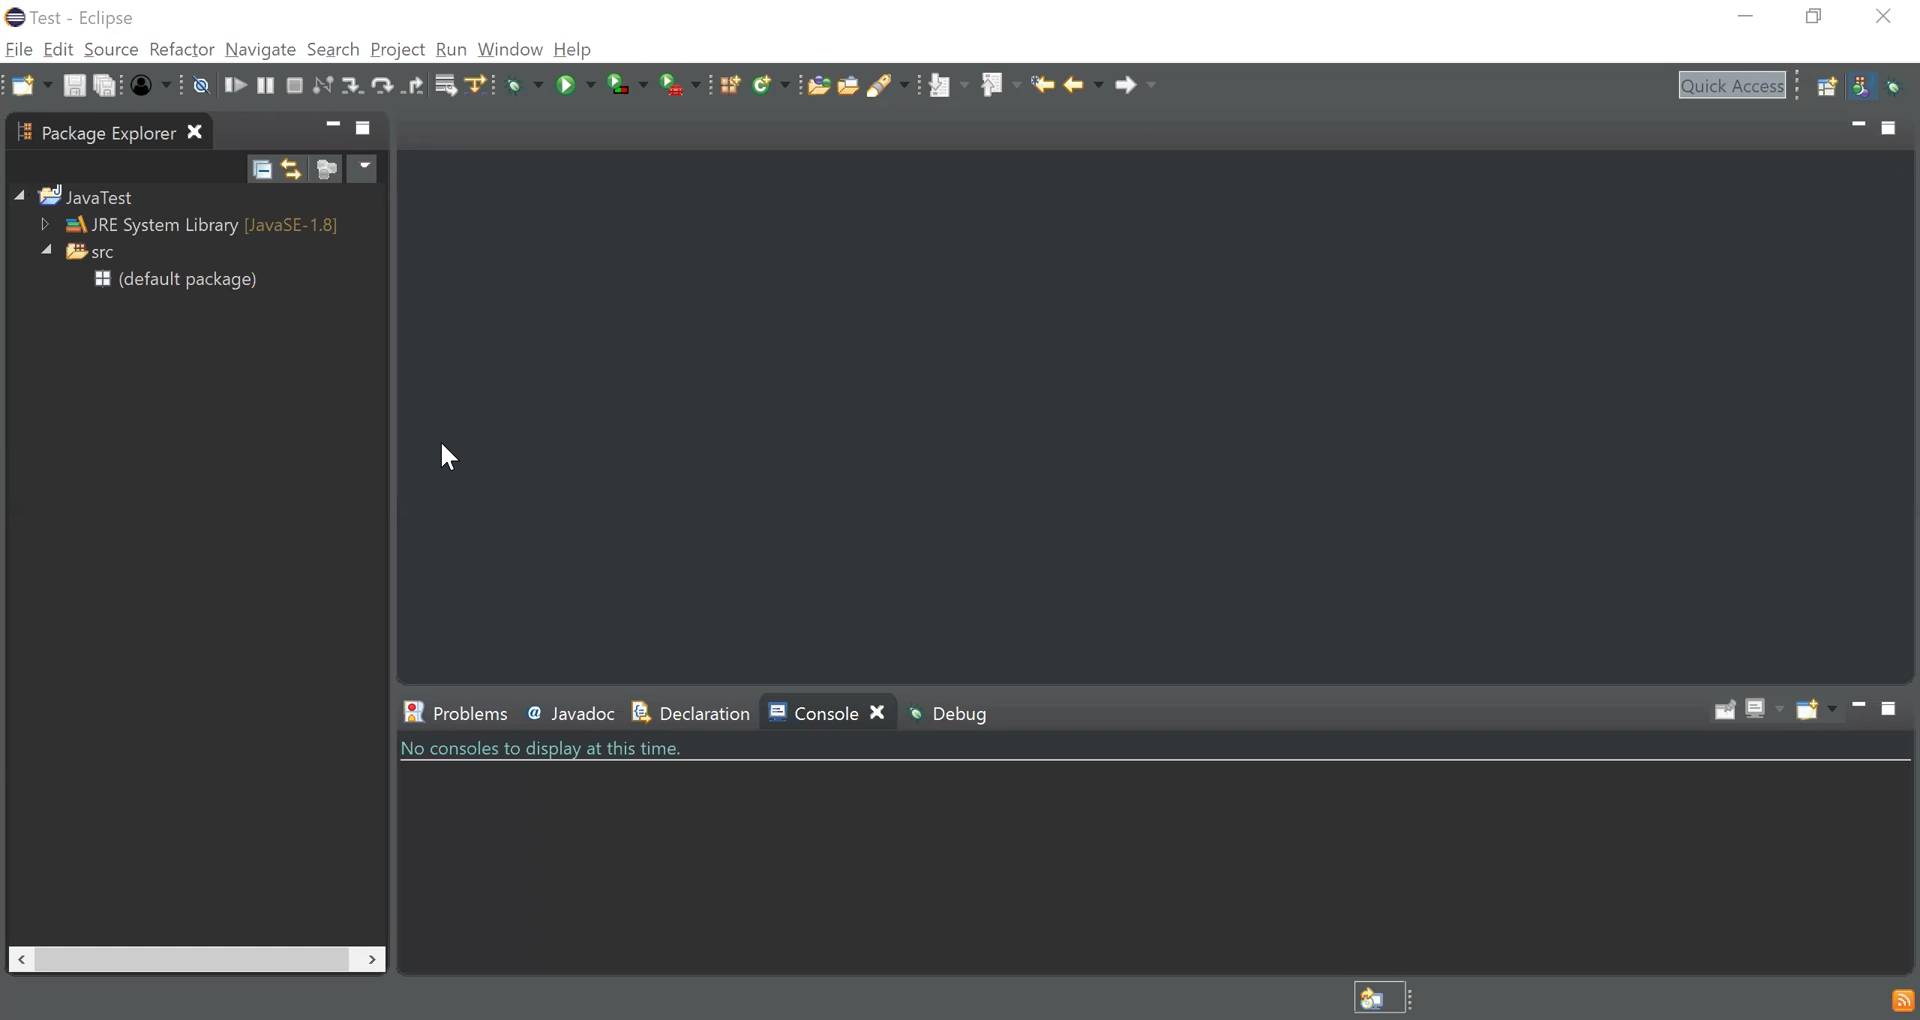 Test - Eclipse
File Edit Source Refactor Navigate Search Project Run Window Help
Quick Access
Package Explorer
JavaTest
JRE System Library [JavaSE-1.8]
src
(default package)
Problems @ Javadoc Declaration Console Debug
No consoles to display at this time.